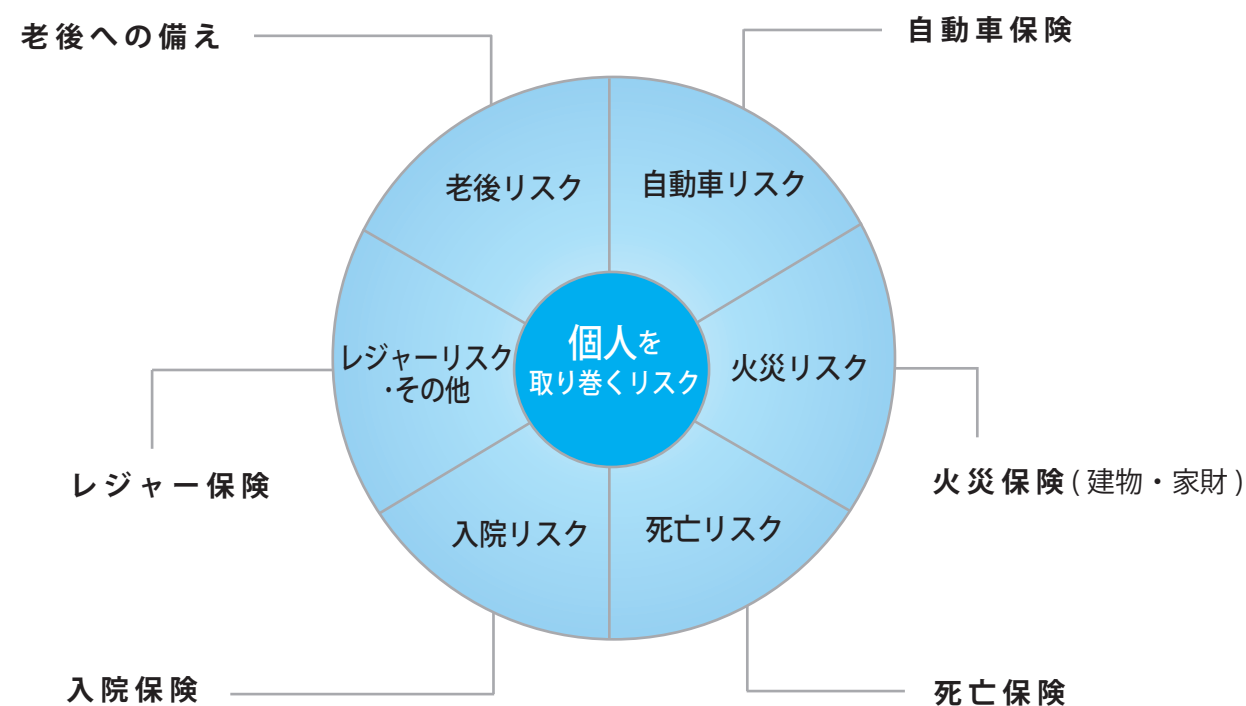 老後への備え
自動車保険
老後リスク
自動車リスク
個人を
取り巻くリスク
レジャーリスク
・その他
火災リスク
レジャー保険
火災保険(建物・家財)
入院リスク
死亡リスク
入院保険
死亡保険